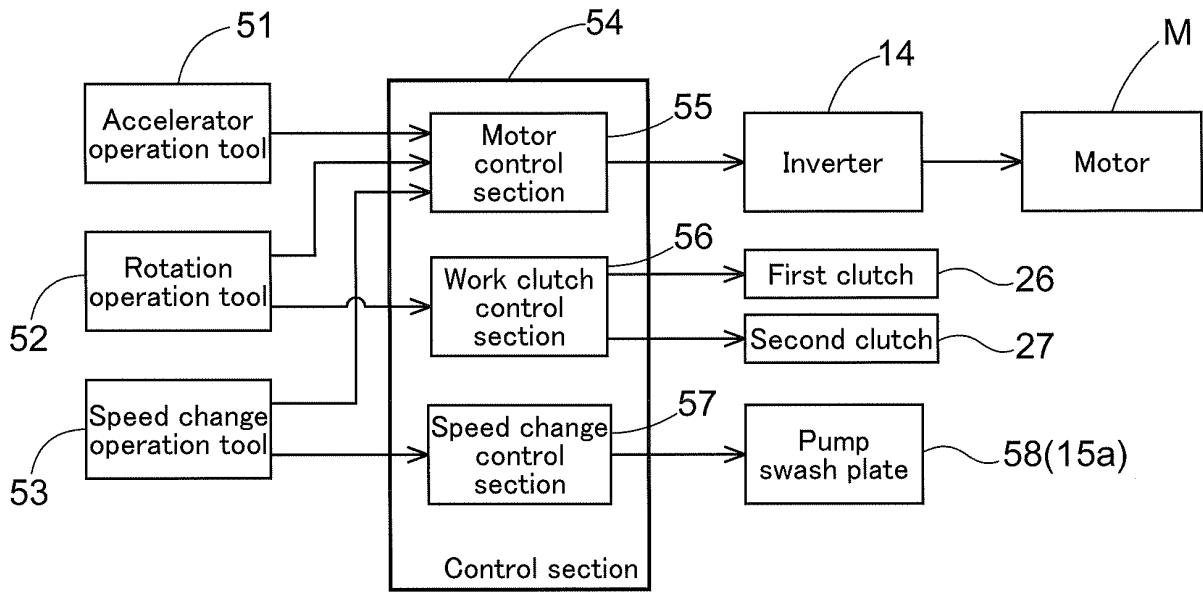 51
54
14
M
Accelerator
operation tool
Motor
control
section
55
Inverter
Motor
Rotation
operation tool
52
Work clutch
control
section
56
First clutch
26
Second clutch
27
Speed change
operation tool
53
Speed change
control
section
57
Pump
swash plate
58(15a)
Control section